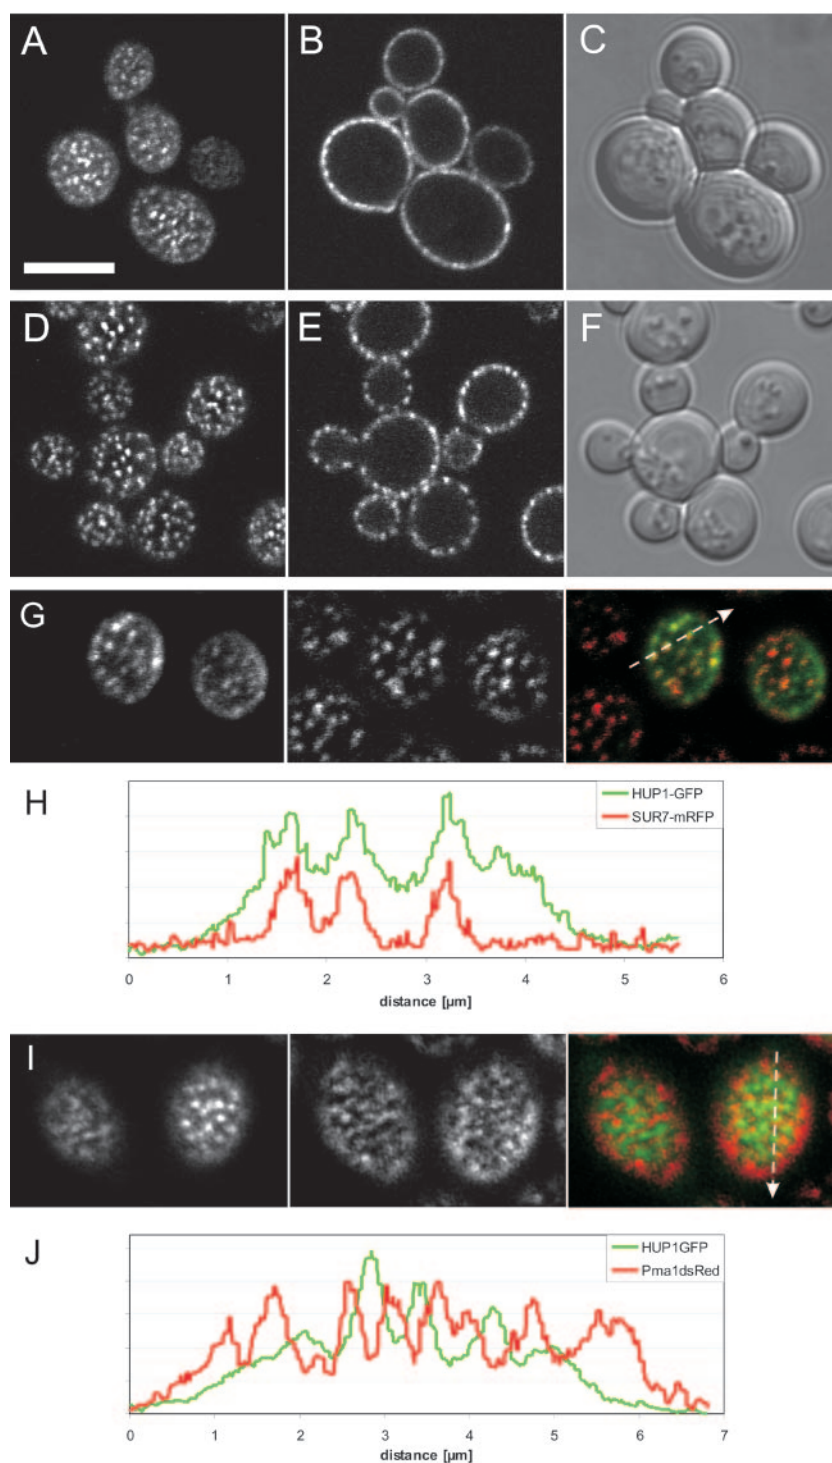 A B C
D E F
G
H
HUP1-GFP
SUR7-mRFP
0 1 2 3 4 5 6
distance [µm]
I
J
HUP1GFP
Pma1dsRed
0 1 2 3 4 5 6 7
distance [µm]